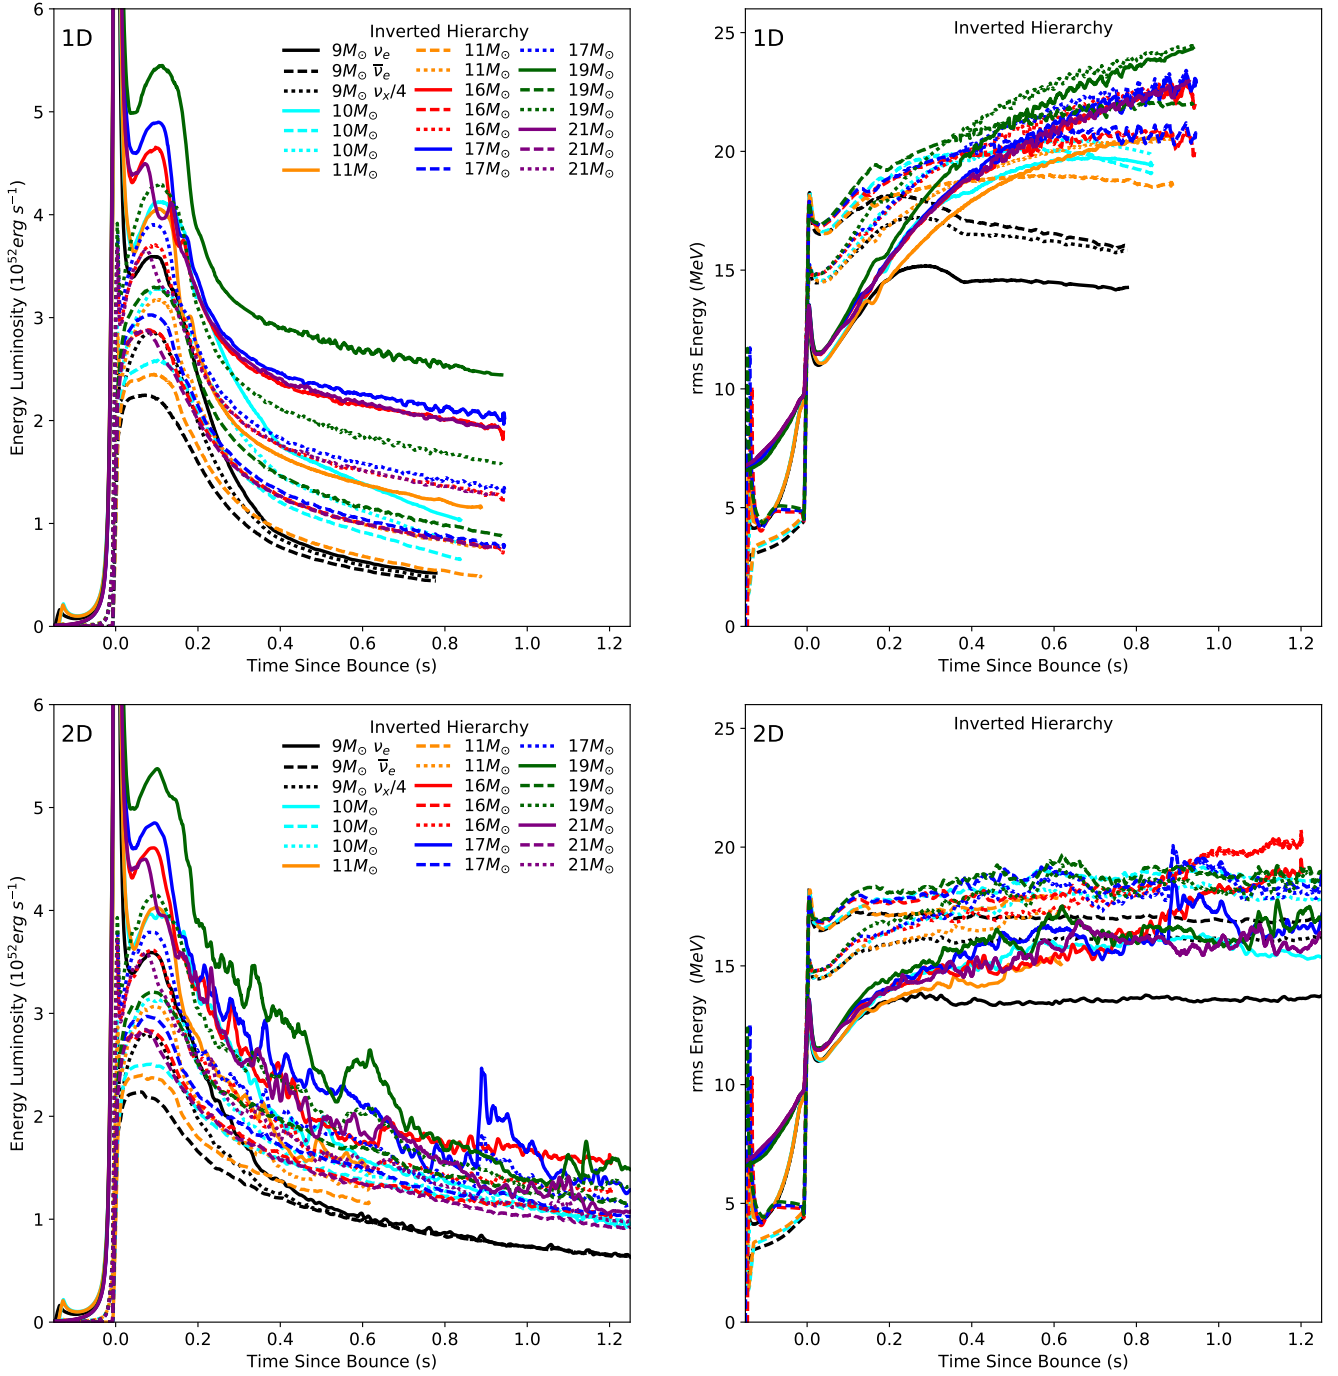 1D
Inverted Hierarchy
9M⊙ νₑ
9M⊙ ν̅ₑ
9M⊙ νₓ/4
10M⊙
10M⊙
10M⊙
11M⊙
11M⊙
11M⊙
16M⊙
16M⊙
16M⊙
17M⊙
17M⊙
17M⊙
19M⊙
19M⊙
19M⊙
21M⊙
21M⊙
21M⊙
Energy Luminosity (10⁵²erg s⁻¹)
6
5
4
3
2
1
0
0.0 0.2 0.4 0.6 0.8 1.0 1.2
Time Since Bounce (s)
1D
Inverted Hierarchy
rms Energy (MeV)
25
20
15
10
5
0
0.0 0.2 0.4 0.6 0.8 1.0 1.2
Time Since Bounce (s)
2D
Inverted Hierarchy
9M⊙ νₑ
9M⊙ ν̅ₑ
9M⊙ νₓ/4
10M⊙
10M⊙
10M⊙
11M⊙
11M⊙
11M⊙
16M⊙
16M⊙
16M⊙
17M⊙
17M⊙
17M⊙
19M⊙
19M⊙
19M⊙
21M⊙
21M⊙
21M⊙
Energy Luminosity (10⁵²erg s⁻¹)
6
5
4
3
2
1
0
0.0 0.2 0.4 0.6 0.8 1.0 1.2
Time Since Bounce (s)
2D
Inverted Hierarchy
rms Energy (MeV)
25
20
15
10
5
0
0.0 0.2 0.4 0.6 0.8 1.0 1.2
Time Since Bounce (s)